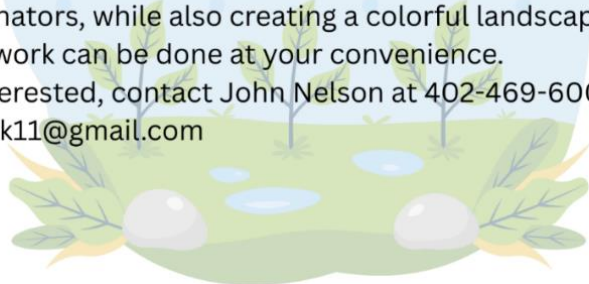 nators, while also creating a colorful landscap
work can be done at your convenience.
erested, contact John Nelson at 402-469-600
k11@gmail.com